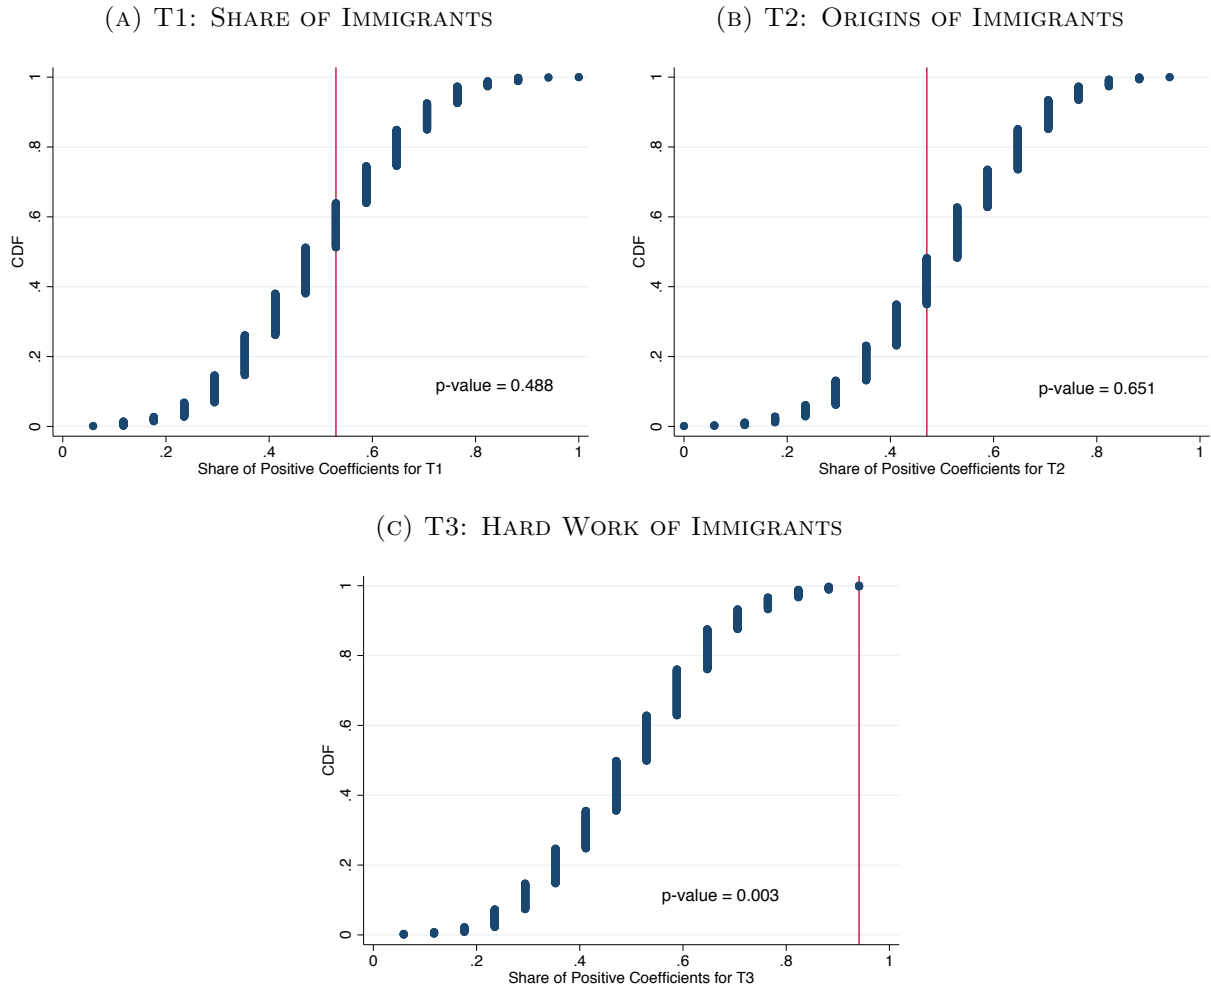 (A) T1: SHARE OF IMMIGRANTS
CDF
0 .2 .4 .6 .8 1
p-value = 0.488
0 .2 .4 .6 .8 1
Share of Positive Coefficients for T1
(B) T2: ORIGINS OF IMMIGRANTS
CDF
0 .2 .4 .6 .8 1
p-value = 0.651
0 .2 .4 .6 .8 1
Share of Positive Coefficients for T2
(C) T3: HARD WORK OF IMMIGRANTS
CDF
0 .2 .4 .6 .8 1
p-value = 0.003
0 .2 .4 .6 .8 1
Share of Positive Coefficients for T3